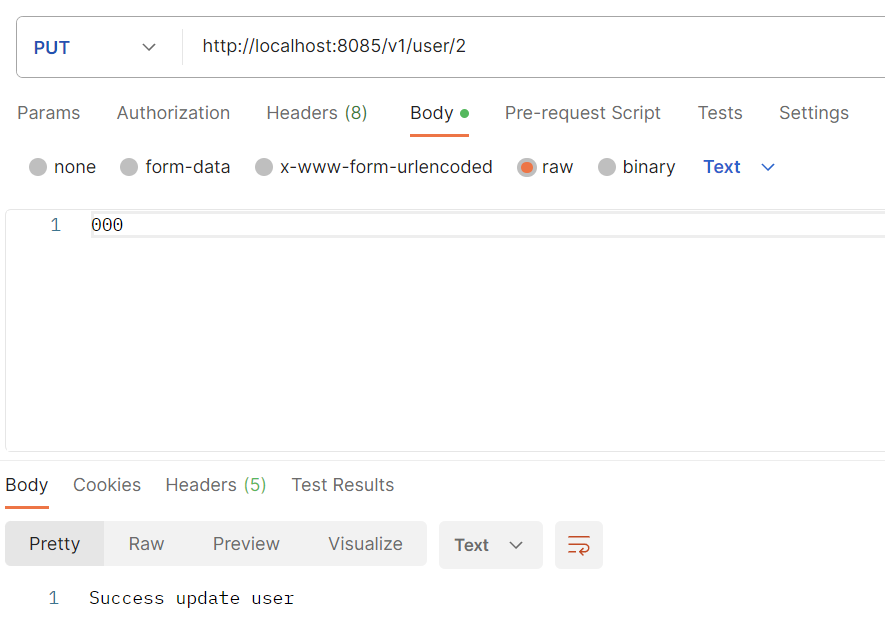 PUT http://localhost:8085/v1/user/2
Params Authorization Headers (8) Body Pre-request Script Tests Settings
none form-data x-www-form-urlencoded raw binary Text
1 000
Body Cookies Headers (5) Test Results
Pretty Raw Preview Visualize Text
1 Success update user